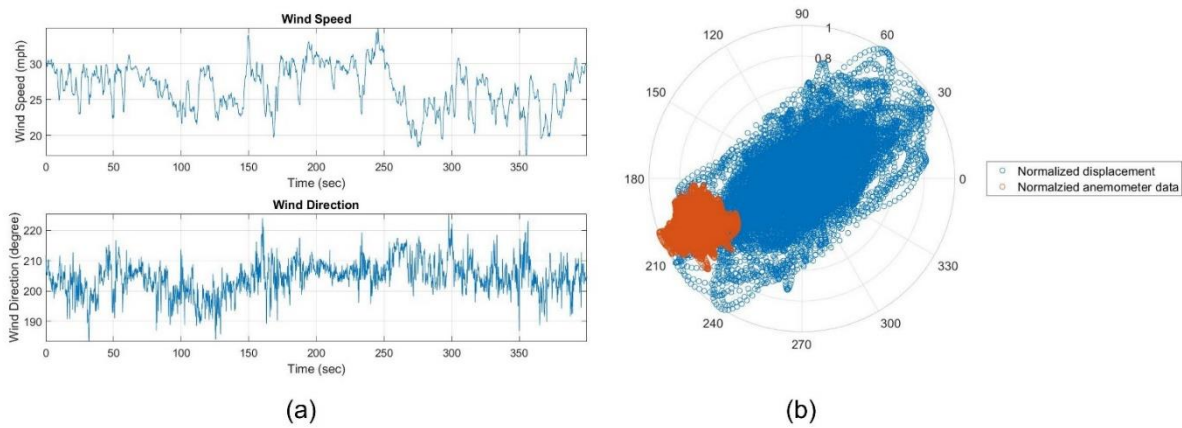 Wind Speed
Wind Speed (mph)
30
25
20
0 50 100 150 200 250 300 350
Time (sec)
Wind Direction
Wind Direction (degree)
220
210
200
190
0 50 100 150 200 250 300 350
Time (sec)
(a)
90
120 1 60
0.8
150 30
180 0
210 330
240 300
270
Normalized displacement
Normalzied anemometer data
(b)